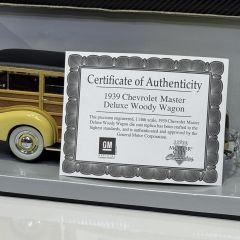 Certificate of Authenticity
1939 Chevrolet Master
Deluxe Woody Wagon
This precision engineered, 1:18th scale, 1939 Chevrolet Master
Deluxe Woody Wagon die cast replica has been crafted to the
highest standards, and is authenticated and approved by the
General Motor Corporation.
GM
MOTOR